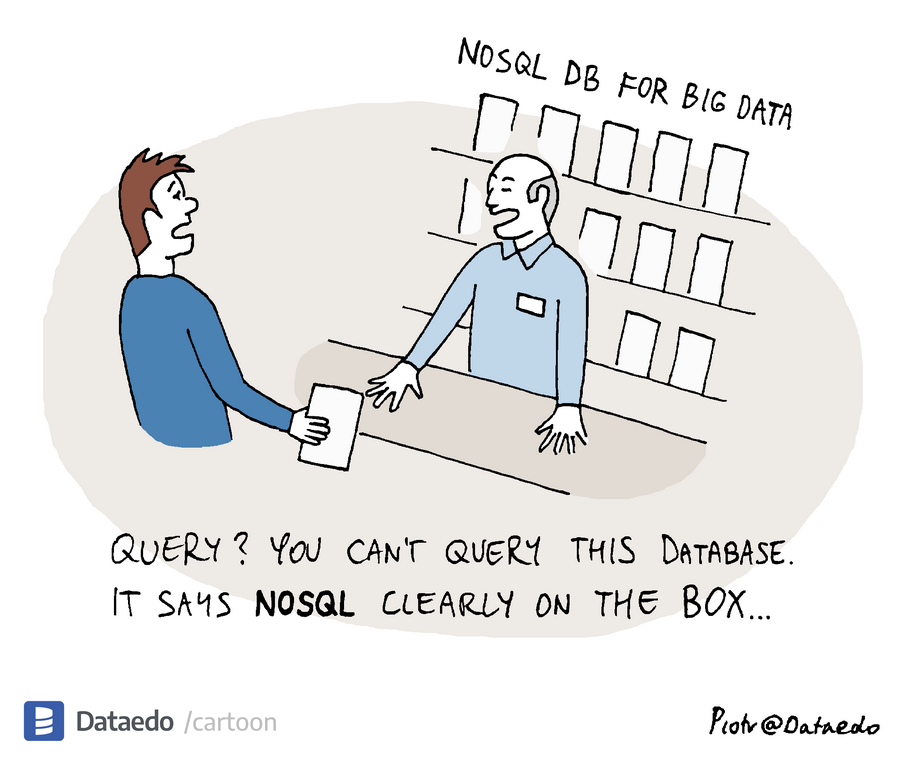 NOSQL DB FOR BIG DATA
QUERY? YOU CAN'T QUERY THIS DATABASE.
IT SAYS NOSQL CLEARLY ON THE BOX...
Dataedo /cartoon
Piotr@Dataedo